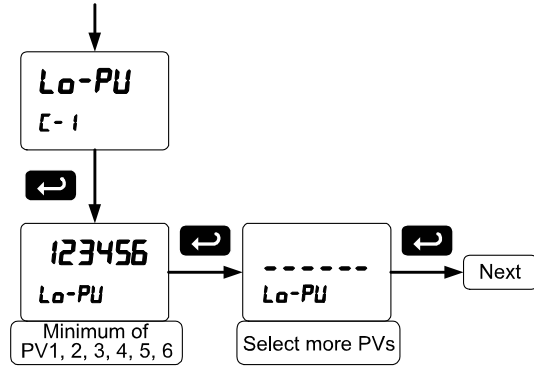 Lo-PU
C-1
123456
Lo-PU
Minimum of
PV1, 2, 3, 4, 5, 6
------
Lo-PU
Select more PVs
Next